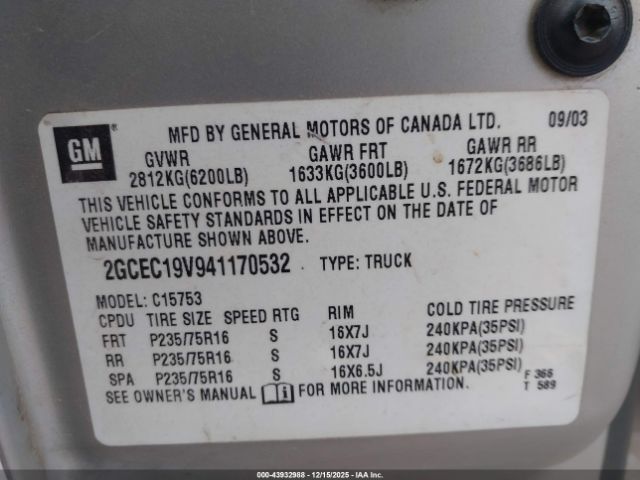 GM
MFD BY GENERAL MOTORS OF CANADA LTD. 09/03
GVWR GAWR FRT GAWR RR
2812KG(6200LB) 1633KG(3600LB) 1672KG(3686LB)
THIS VEHICLE CONFORMS TO ALL APPLICABLE U.S. FEDERAL MOTOR
VEHICLE SAFETY STANDARDS IN EFFECT ON THE DATE OF
MANUFACTURE SHOWN ABOVE.
2GCEC19V941170532 TYPE: TRUCK
MODEL: C15753
CPDU TIRE SIZE SPEED RTG RIM COLD TIRE PRESSURE
FRT P235/75R16 S 16X7J 240KPA(35PSI)
RR P235/75R16 S 16X7J 240KPA(35PSI)
SPA P235/75R16 S 16X6.5J 240KPA(35PSI)
SEE OWNER'S MANUAL FOR MORE INFORMATION.
F 366
T 589
© 000-43932988 - 12/15/2025 - IAA Inc.